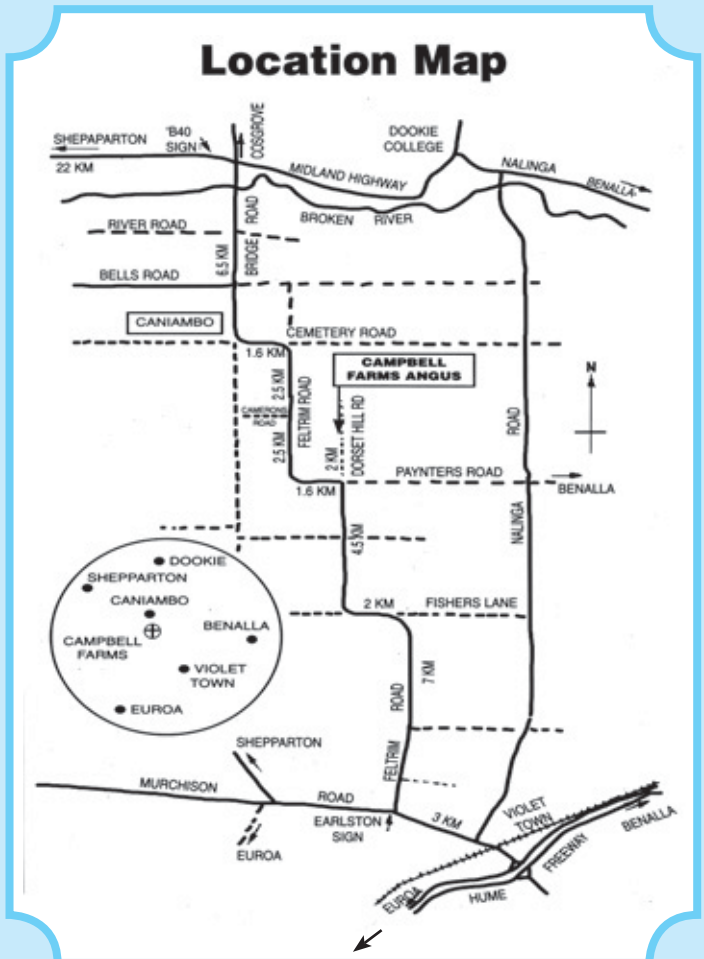 Location Map
SHEPAPARTON
22 KM
'B40
SIGN
COSGROVE
DOOKIE
COLLEGE
MIDLAND HIGHWAY
NALINGA
BENALLA
RIVER ROAD
BROKEN RIVER
BRIDGE ROAD
6.5 KM
BELLS ROAD
CANIAMBO
CEMETERY ROAD
1.6 KM
CAMPBELL
FARMS ANGUS
N
2.5 KM
FELTRIM ROAD
CAMERONS
ROAD
2.5 KM
2 KM
DORSET HILL RD
1.6 KM
PAYNTERS ROAD
BENALLA
NALINGA ROAD
4.5 KM
2 KM
FISHERS LANE
DOOKIE
SHEPPARTON
CANIAMBO
BENALLA
CAMPBELL
FARMS
VIOLET
TOWN
EUROA
7 KM
FELTRIM ROAD
SHEPPARTON
MURCHISON ROAD
EARLSTON
SIGN
3 KM
EUROA
VIOLET
TOWN
BENALLA
EUROA
HUME FREEWAY